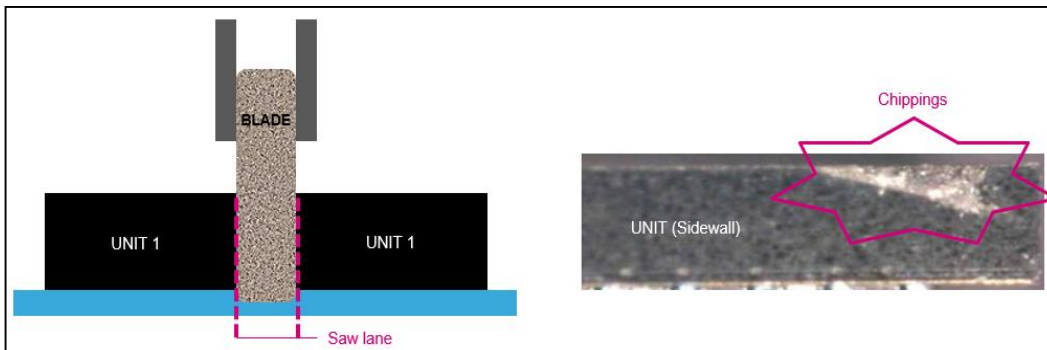 BLADE
UNIT 1
UNIT 1
Saw lane
Chippings
UNIT (Sidewall)